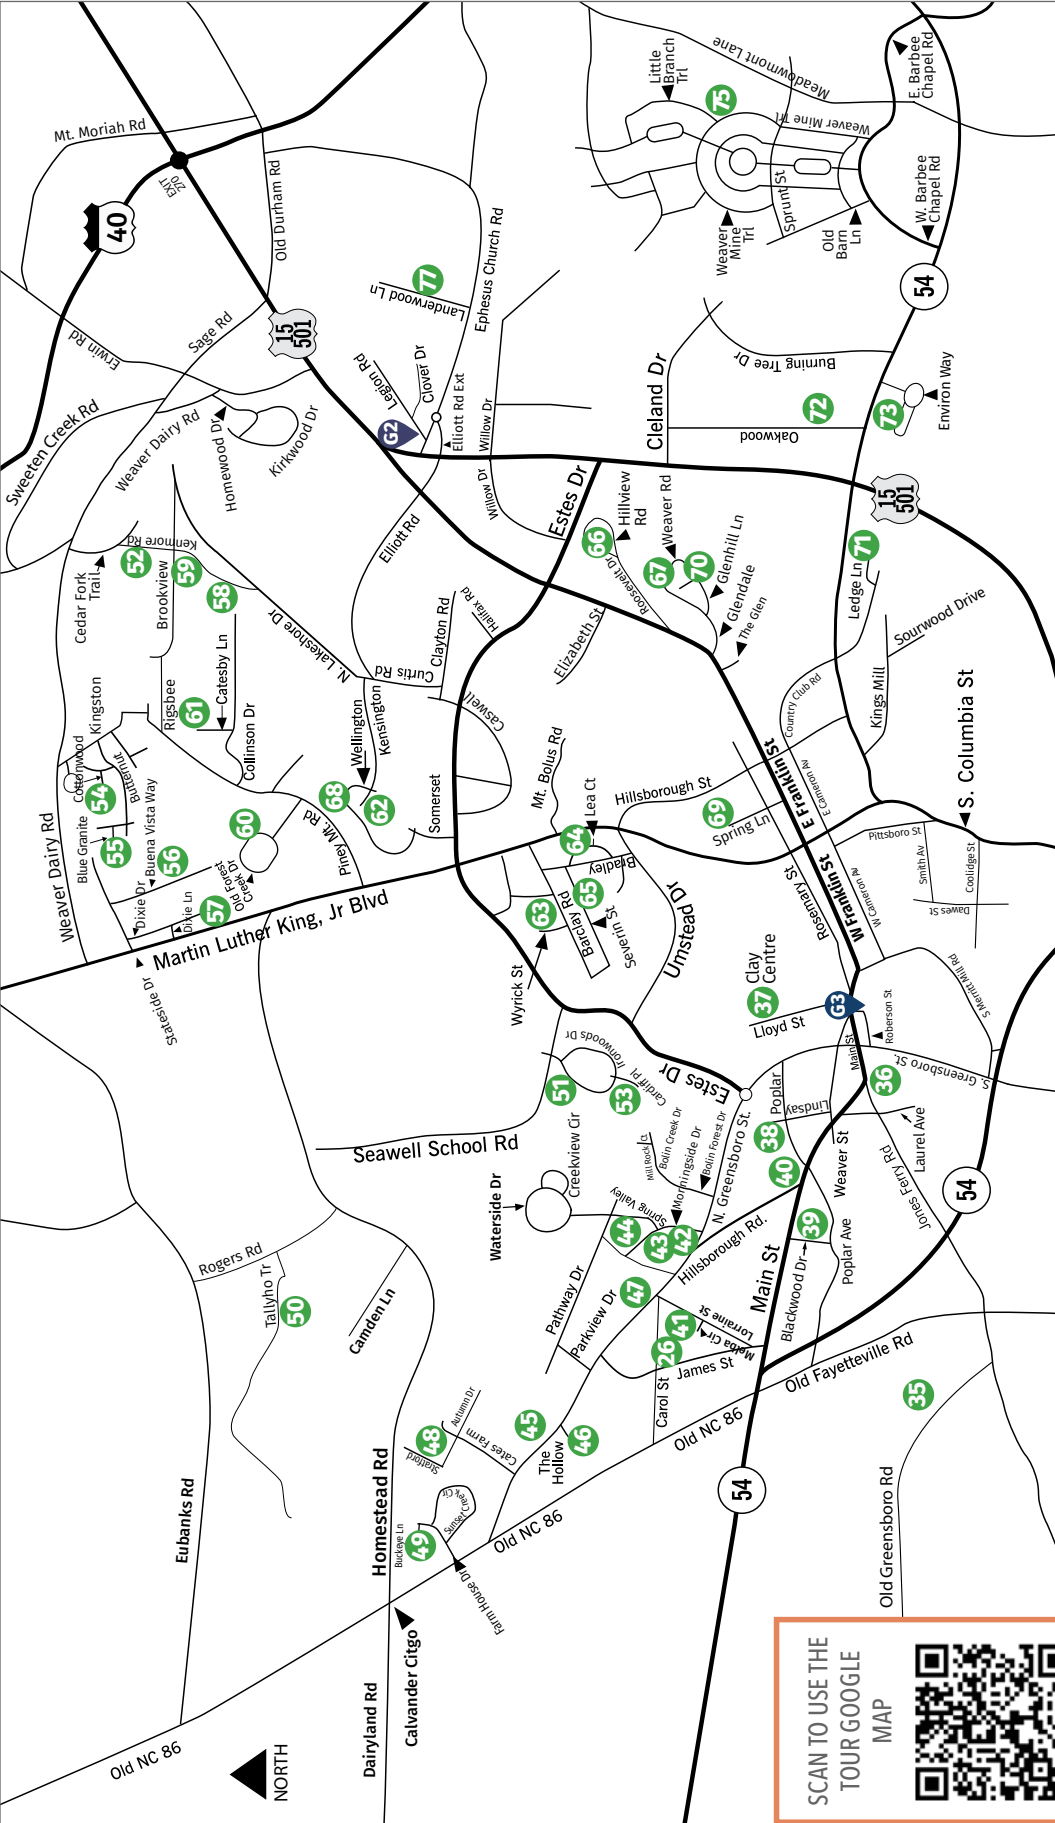 Mt. Moriah Rd
EXIT
270
40
Old Durham Rd
Erwin Rd
Sage Rd
15
501
Sweeten Creek Rd
Weaver Dairy Rd
Homewood Dr
Kirkwood Dr
Landerwood Ln
77
Ephesus Church Rd
Legion Rd
Clover Dr
G2
Elliott Rd Ext
Willow Dr
Willow Dr
Elliott Rd
Little
Branch
Trl
Meadowmont Lane
75
Weaver Mine Trl
E. Barbee
Chapel Rd
Weaver
Mine
Trl
Sprunt St
Old
Barn
Ln
W. Barbee
Chapel Rd
54
Cleland Dr
Burning Tree Dr
72
Oakwood
73
Environ Way
15
501
Estes Dr
66
Hillview
Rd
Roosevelt Dr
67
Weaver Rd
70
Glenhill Ln
Glendale
The Glen
71
Ledge Ln
Sourwood Drive
Kings Mill
Country Club Rd
S. Columbia St
Cedar Fork
Trail
52
Kenmore Rd
59
Brookview
58
N. Lakeshore Dr
Curtis Rd
Clayton Rd
Halifax Rd
Elizabeth St
Caswell
Kingston
Rigsbee
61
Catesby Ln
Collinson Dr
Cottonwood
54
Butternut
Blue Granite
55
Buena Vista Way
56
Weaver Dairy Rd
Dixie Dr
Dixie Ln
57
Old Forest
Creek Dr
60
68
Wellington
Kensington
62
Piney Mt. Rd
Somerset
Martin Luther King, Jr Blvd
Stateside Dr
Mt. Bolus Rd
64
Lea Ct
Hillsborough St
Bradley
65
63
Barclay Rd
Severin St
Wyrick St
Umstead Dr
69
Spring Ln
E Franklin St
E Cameron Av
Pittsboro St
Smith Av
Coolidge St
Dawes St
Rosemary St
W Franklin St
W Cameron Av
S Merritt Mill Rd
Clay
Centre
37
Lloyd St
G3
Roberson St
Main St
36
S. Greensboro St.
51
Ironwoods Dr
53
Cardiff Pl
Estes Dr
Seawell School Rd
Waterside Dr
Creekview Cir
Mill Rock Ct
Bolin Creek Dr
Morningside Dr
Bolin Forest Dr
N. Greensboro St.
Spring Valley
44
43
42
Poplar
Lindsay
38
40
Weaver St
Laurel Ave
Jones Ferry Rd
54
39
Blackwood Dr
Poplar Ave
Hillsborough Rd.
Main St
Pathway Dr
Parkview Dr
47
Lorraine St
41
Melba Cir
26
James St
Carol St
Old NC 86
Old Fayetteville Rd
35
Old Greensboro Rd
Rogers Rd
Tallyho Tr
50
Camden Ln
Eubanks Rd
Homestead Rd
48
Autumn Dr
Stratford
Cates Farm
45
46
The
Hollow
Sunset Creek Cir
Buckeye Ln
49
Farm House Dr
Old NC 86
Calvander Citgo
Dairyland Rd
54
Old NC 86
NORTH
SCAN TO USE THE
TOUR GOOGLE
MAP